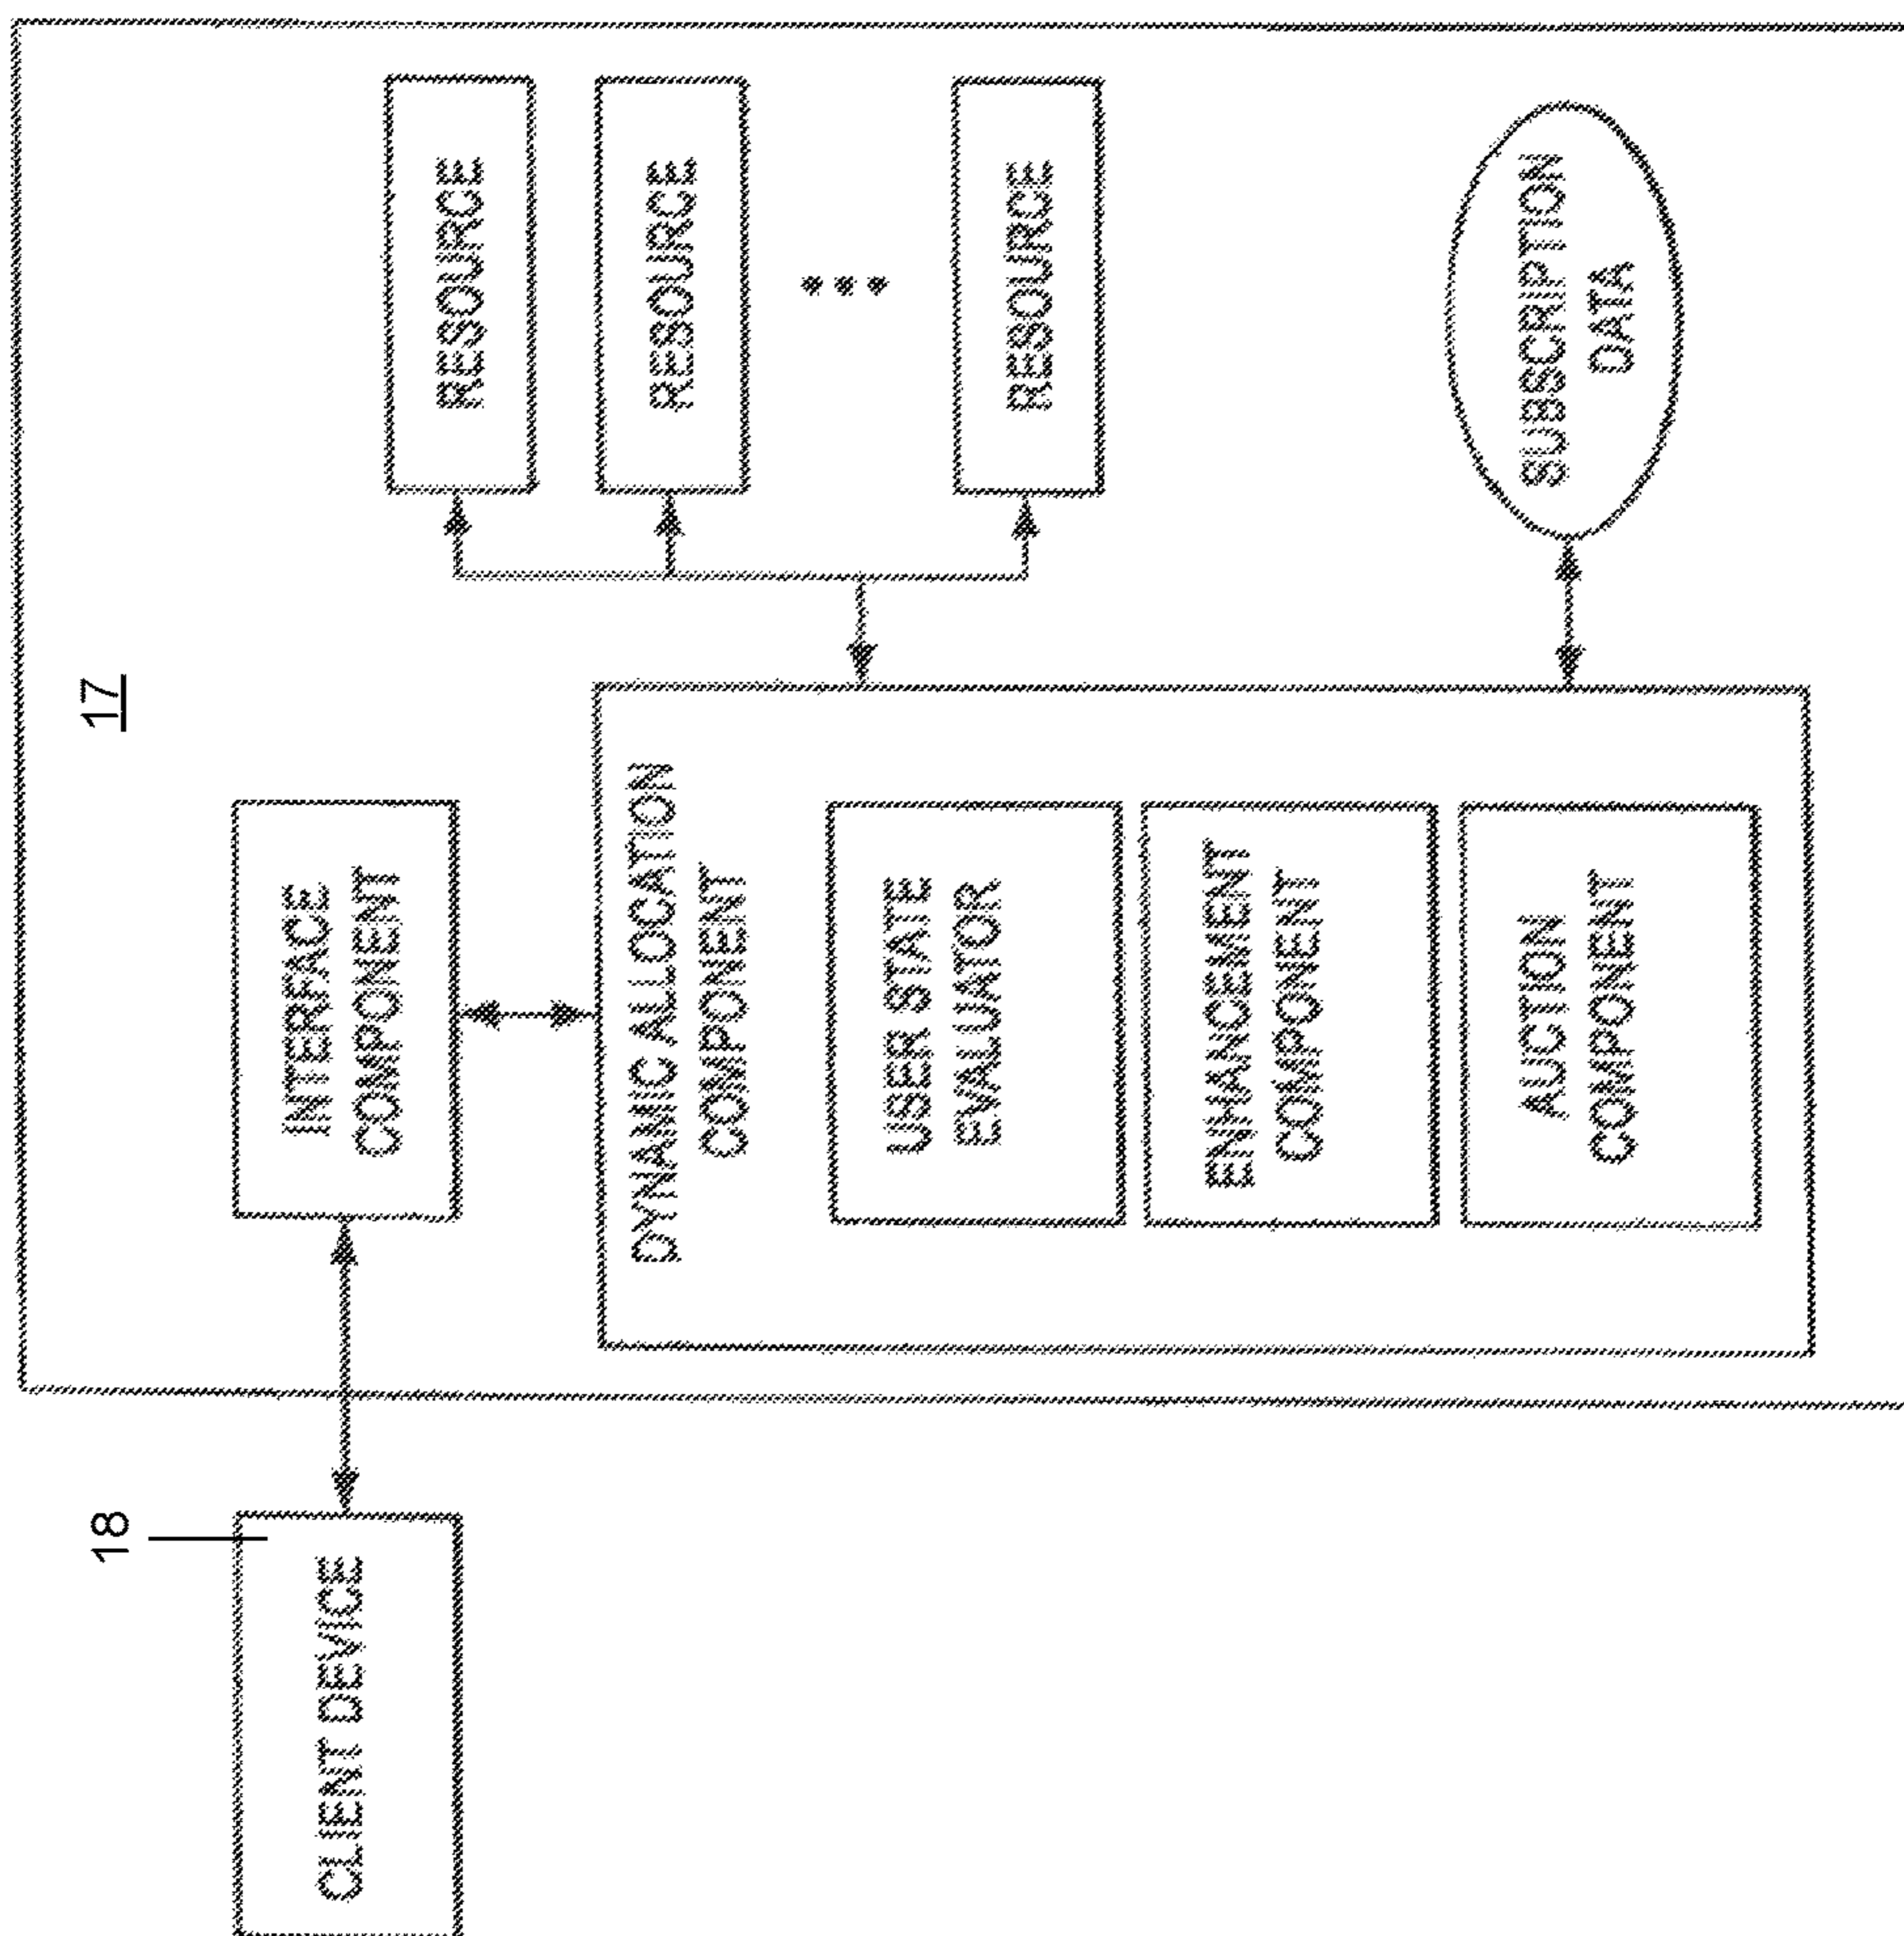 17
18
CLIENT DEVICE
INTERFACE
COMPONENT
DYNAMIC ALLOCATION
COMPONENT
USER STATE
EVALUATOR
ENHANCEMENT
COMPONENT
AUCTION
COMPONENT
RESOURCE
RESOURCE
RESOURCE
SUBSCRIPTION
DATA